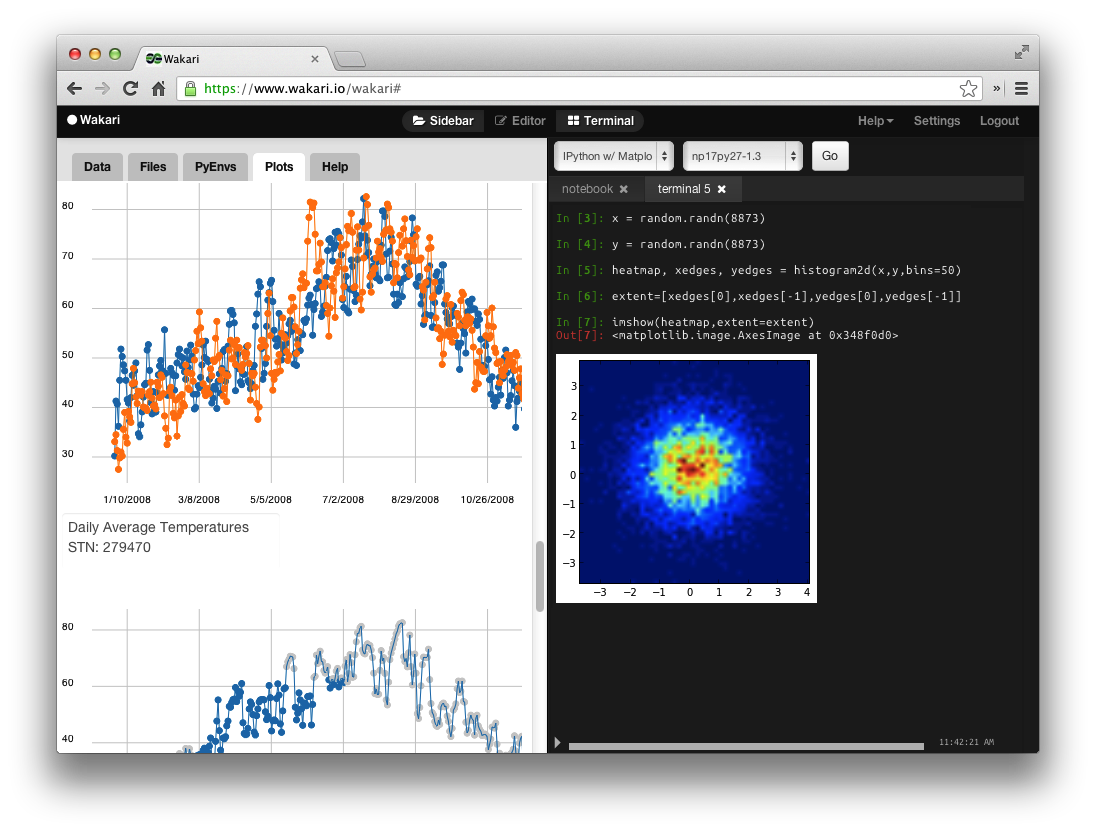 Wakari
https://www.wakari.io/wakari#
Wakari
Sidebar
Editor
Terminal
Help
Settings
Logout
Data
Files
PyEnvs
Plots
Help
80
70
60
50
40
30
1/10/2008
3/8/2008
5/5/2008
7/2/2008
8/29/2008
10/26/2008
Daily Average Temperatures
STN: 279470
80
60
40
IPython w/ Matplo
np17py27-1.3
Go
notebook
terminal 5
In [3]: x = random.randn(8873)
In [4]: y = random.randn(8873)
In [5]: heatmap, xedges, yedges = histogram2d(x,y,bins=50)
In [6]: extent=[xedges[0],xedges[-1],yedges[0],yedges[-1]]
In [7]: imshow(heatmap,extent=extent)
Out[7]: <matplotlib.image.AxesImage at 0x348f0d0>
3
2
1
0
−1
−2
−3
−3
−2
−1
0
1
2
3
4
11:42:21 AM